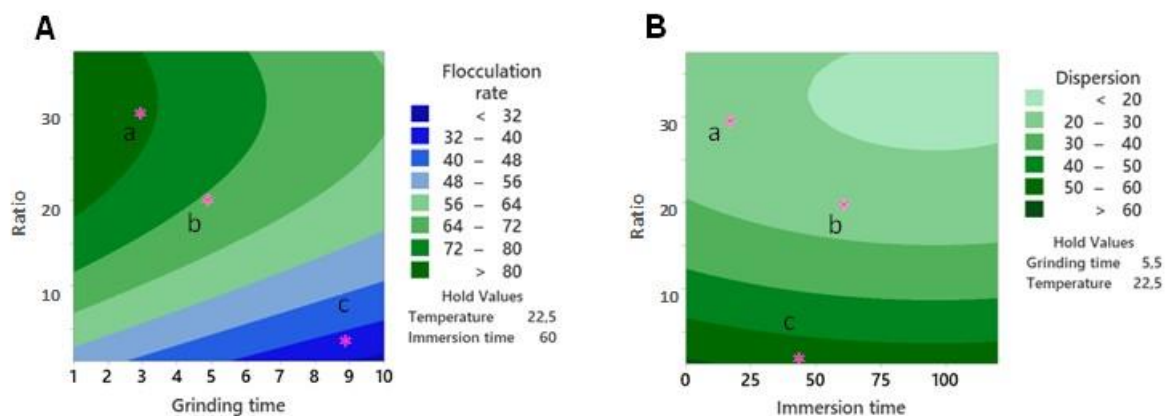 A
Ratio
30
20
10
a
b
c
1 2 3 4 5 6 7 8 9 10
Grinding time
Flocculation
rate
< 32
32 – 40
40 – 48
48 – 56
56 – 64
64 – 72
72 – 80
> 80
Hold Values
Temperature 22,5
Immersion time 60
B
Ratio
30
20
10
a
b
c
0 25 50 75 100
Immersion time
Dispersion
< 20
20 – 30
30 – 40
40 – 50
50 – 60
> 60
Hold Values
Grinding time 5,5
Temperature 22,5